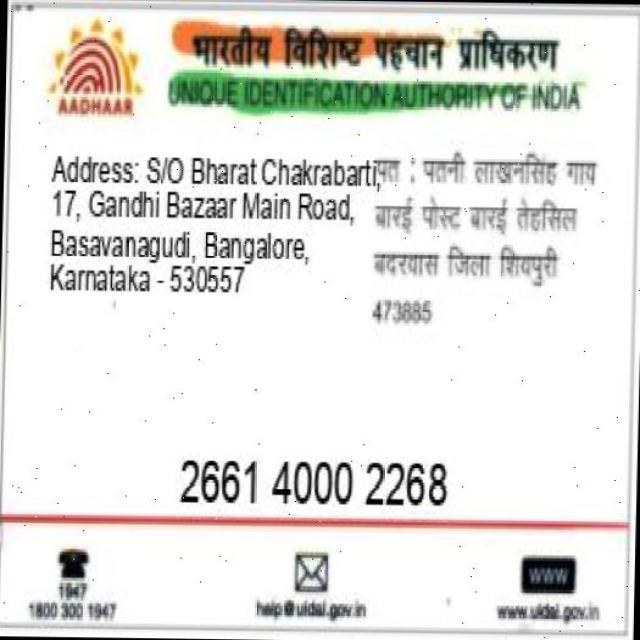 भारतीय विशिष्ट पहचान प्राधिकरण
AADHAAR
UNIQUE IDENTIFICATION AUTHORITY OF INDIA
Address: S/O Bharat Chakrabarti,
17, Gandhi Bazaar Main Road,
Basavanagudi, Bangalore,
Karnataka - 530557
पता : पतनी लाखनसिंह गाय
बारई पोस्ट बारई तेहसिल
बदरवास जिला शिवपुरी
473885
2661 4000 2268
1947
1800 300 1947
help@uidai.gov.in
www
www.uidai.gov.in